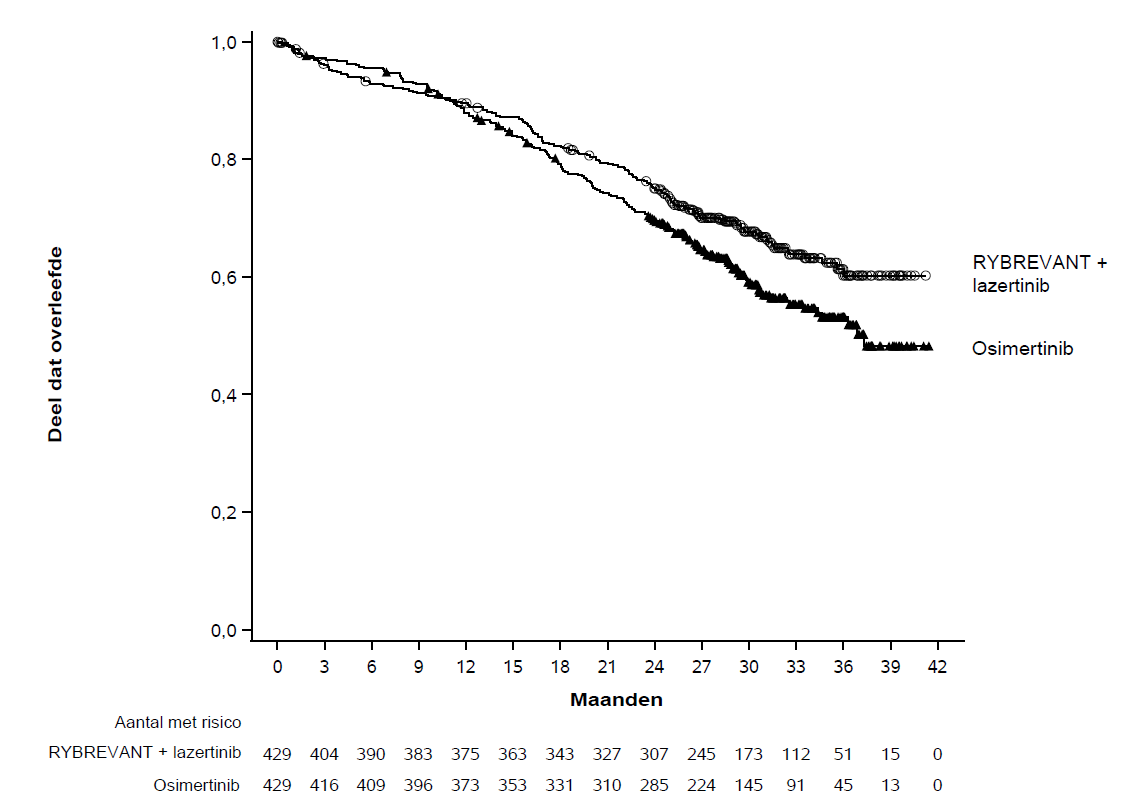 1,0
0,8
0,6
0,4
0,2
0,0
Deel dat overleefde
RYBREVANT +
lazertinib
Osimertinib
0 3 6 9 12 15 18 21 24 27 30 33 36 39 42
Maanden
Aantal met risico
RYBREVANT + lazertinib 429 404 390 383 375 363 343 327 307 245 173 112 51 15 0
Osimertinib 429 416 409 396 373 353 331 310 285 224 145 91 45 13 0